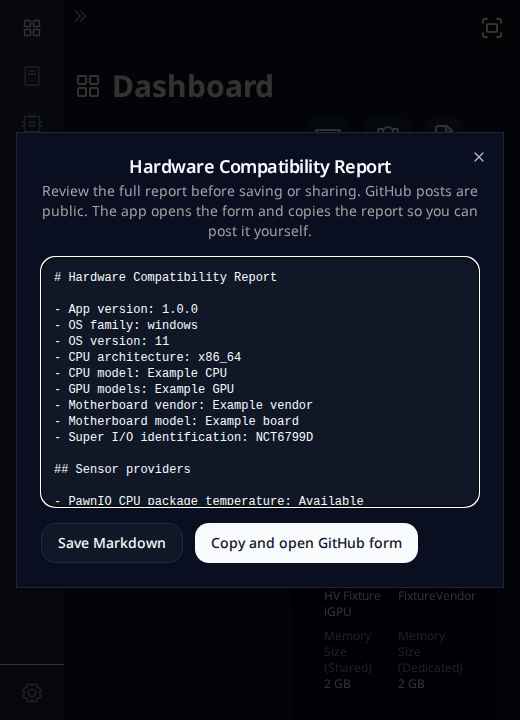 Dashboard
Hardware Compatibility Report
Review the full report before saving or sharing. GitHub posts are
public. The app opens the form and copies the report so you can
post it yourself.
# Hardware Compatibility Report
- App version: 1.0.0
- OS family: windows
- OS version: 11
- CPU architecture: x86_64
- CPU model: Example CPU
- GPU models: Example GPU
- Motherboard vendor: Example vendor
- Motherboard model: Example board
- Super I/O identification: NCT6799D
## Sensor providers
- PawnIO CPU package temperature: Available
Save Markdown
Copy and open GitHub form
HV Fixture
iGPU
FixtureVendor
Memory
Size
(Shared)
2 GB
Memory
Size
(Dedicated)
2 GB